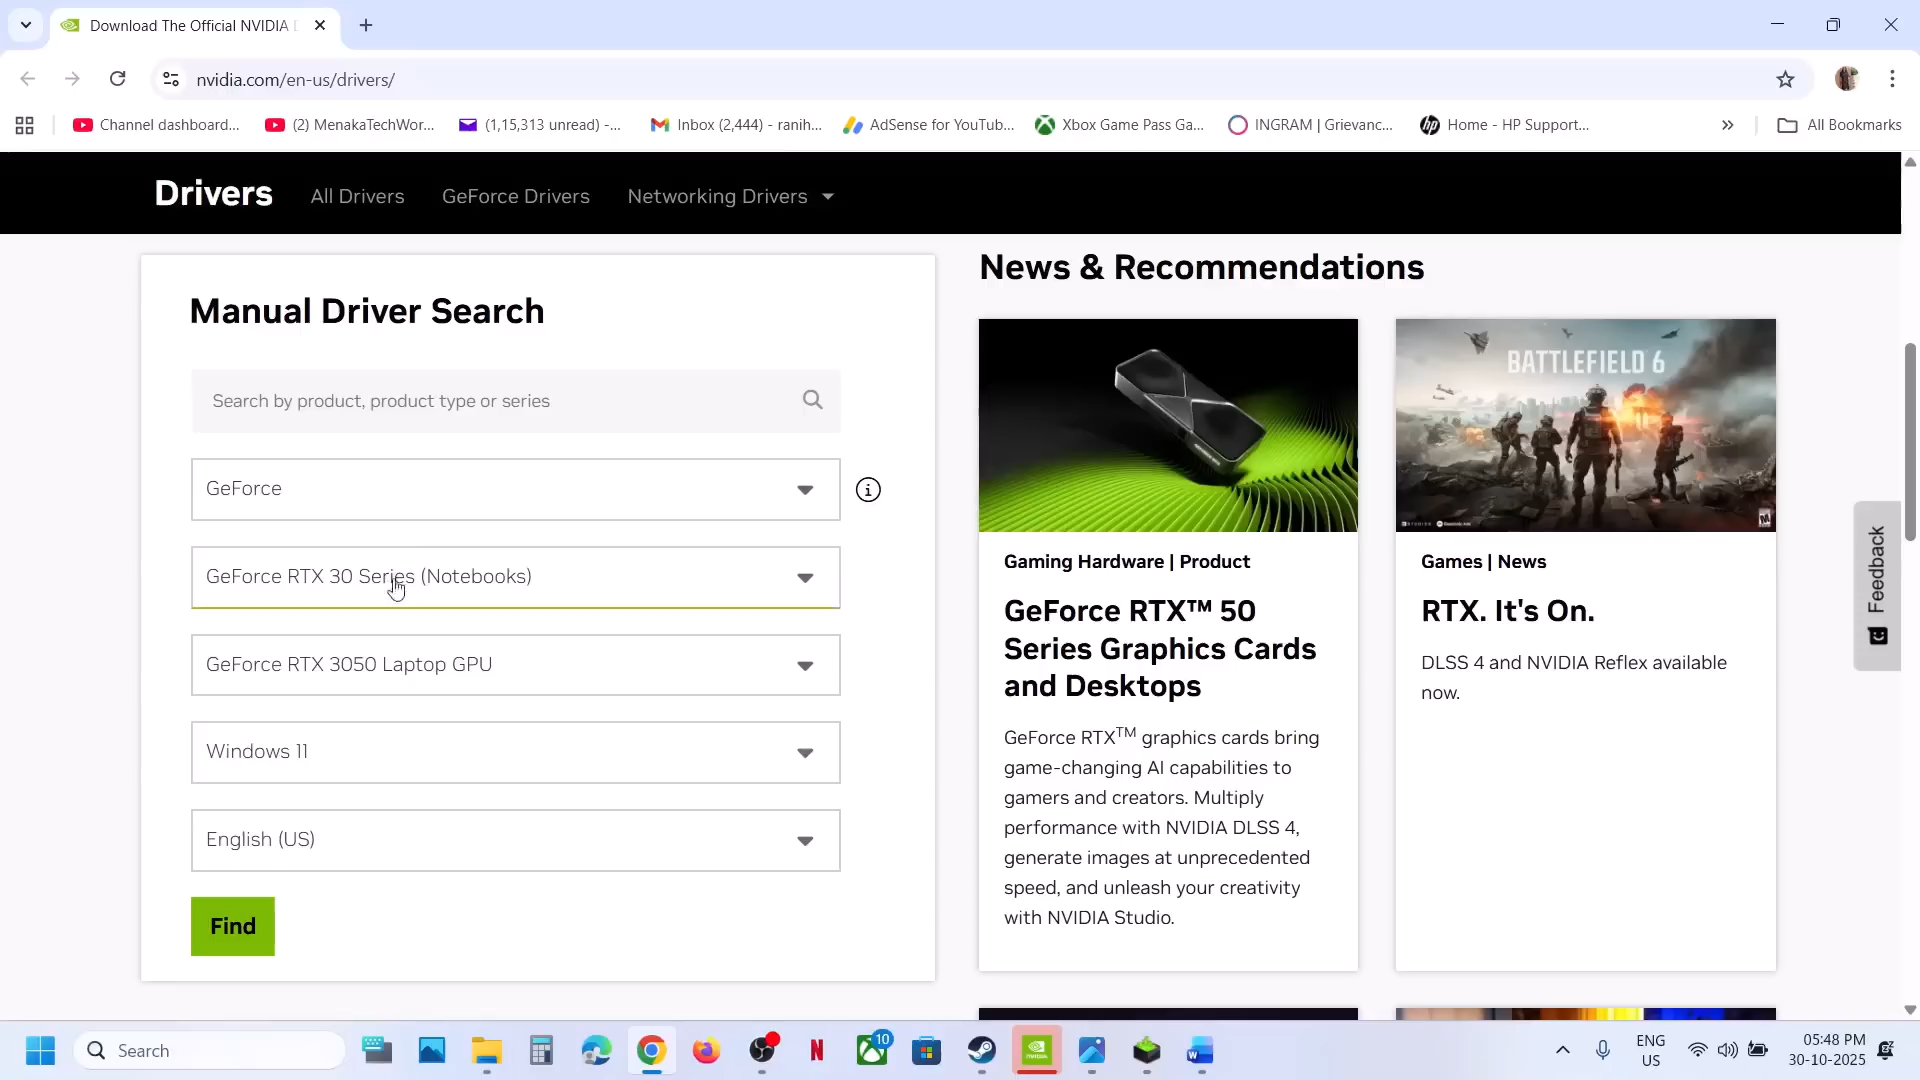 Download The Official NVIDIA
nvidia.com/en-us/drivers/
Channel dashboard...
(2) MenakaTechWor...
(1,15,313 unread) -...
Inbox (2,444) - ranih...
AdSense for YouTub...
Xbox Game Pass Ga...
INGRAM | Grievanc...
Home - HP Support...
All Bookmarks
Drivers
All Drivers
GeForce Drivers
Networking Drivers
Manual Driver Search
Search by product, product type or series
GeForce
GeForce RTX 30 Series (Notebooks)
GeForce RTX 3050 Laptop GPU
Windows 11
English (US)
Find
News & Recommendations
Gaming Hardware | Product
GeForce RTX™ 50
Series Graphics Cards
and Desktops
GeForce RTX™ graphics cards bring
game-changing AI capabilities to
gamers and creators. Multiply
performance with NVIDIA DLSS 4,
generate images at unprecedented
speed, and unleash your creativity
with NVIDIA Studio.
BATTLEFIELD 6
Games | News
RTX. It's On.
DLSS 4 and NVIDIA Reflex available
now.
Feedback
Search
10
ENG
US
05:48 PM
30-10-2025